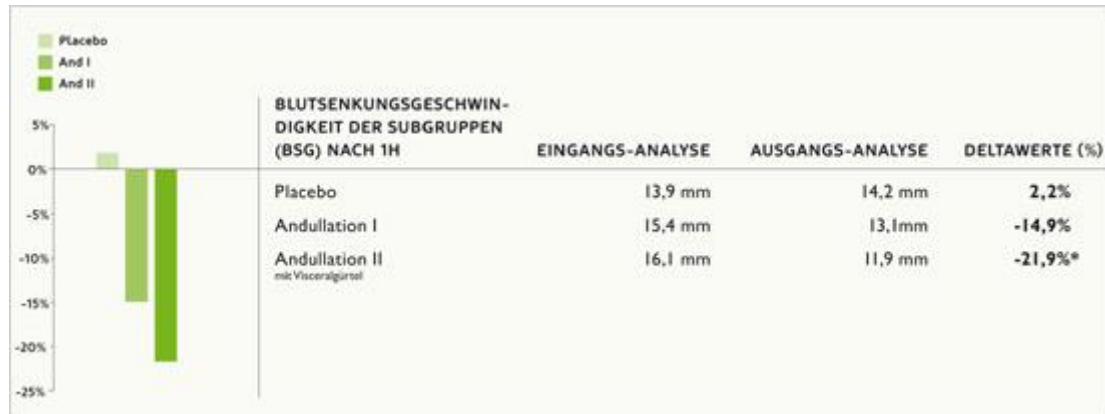 Placebo
And I
And II
5%
0%
-5%
-10%
-15%
-20%
-25%
BLUTSENKUNGSGESCHWIN-
DIGKEIT DER SUBGRUPPEN
(BSG) NACH 1H EINGANGS-ANALYSE AUSGANGS-ANALYSE DELTAWERTE (%)
Placebo 13,9 mm 14,2 mm 2,2%
Andullation I 15,4 mm 13,1mm -14,9%
Andullation II 16,1 mm 11,9 mm -21,9%*
mit Visceralgürtel